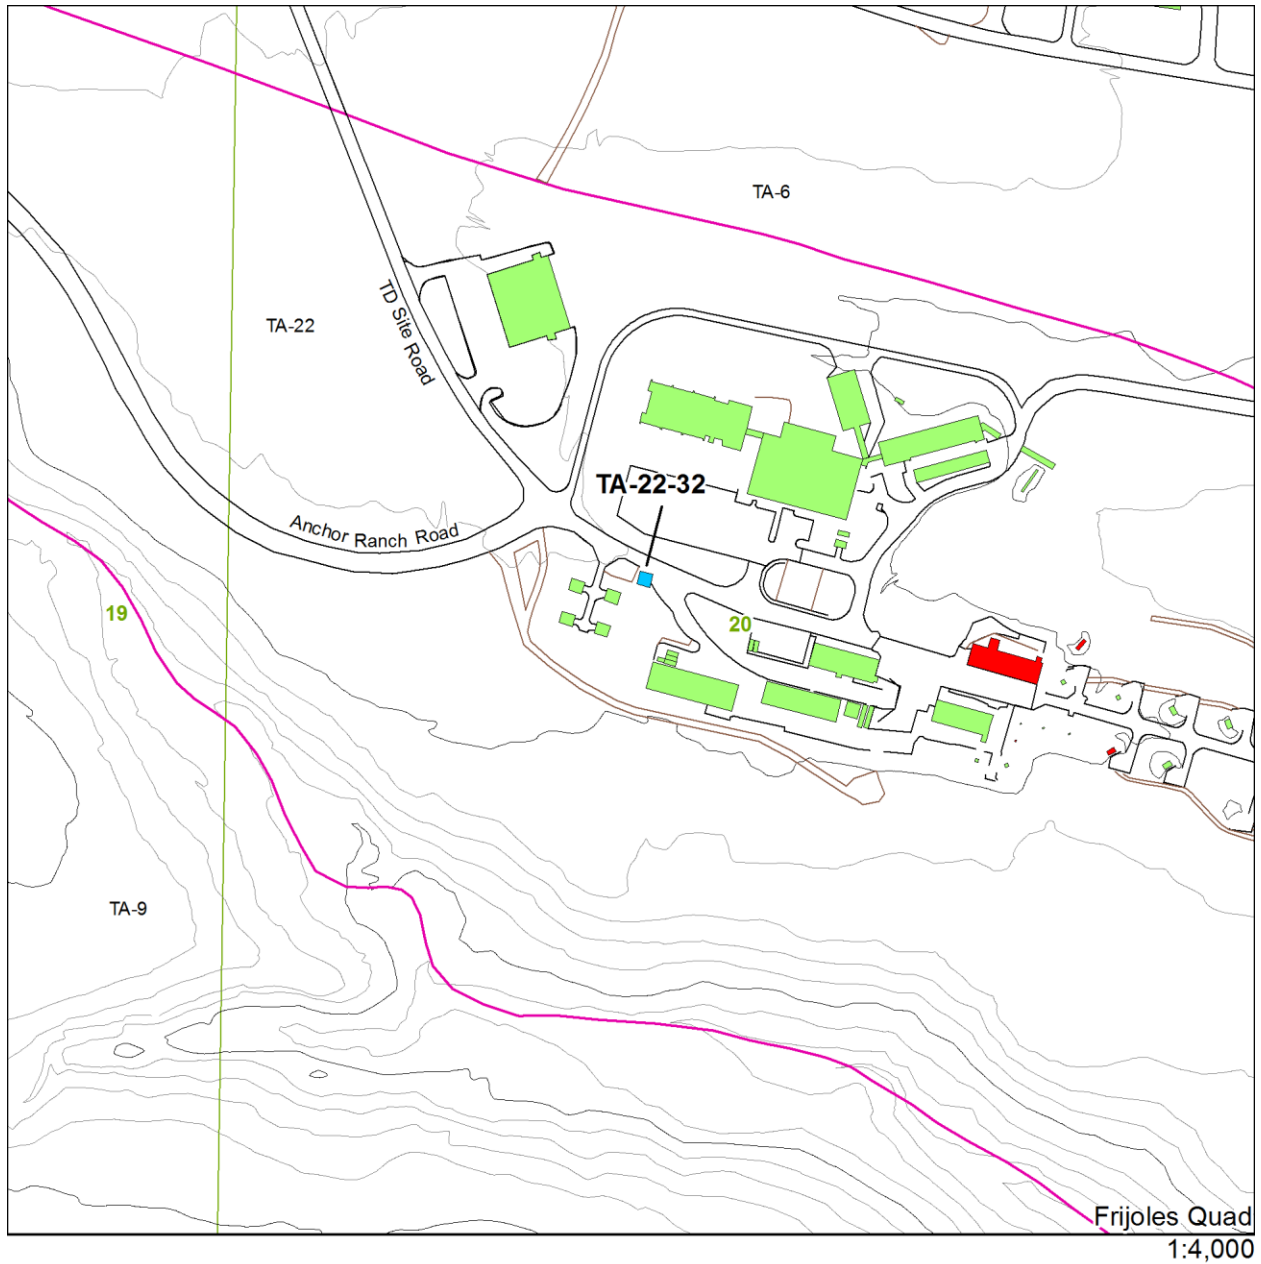 TA-6
TA-22
TD Site Road
TA-22-32
Anchor Ranch Road
19
20
TA-9
Frijoles Quad
1:4,000